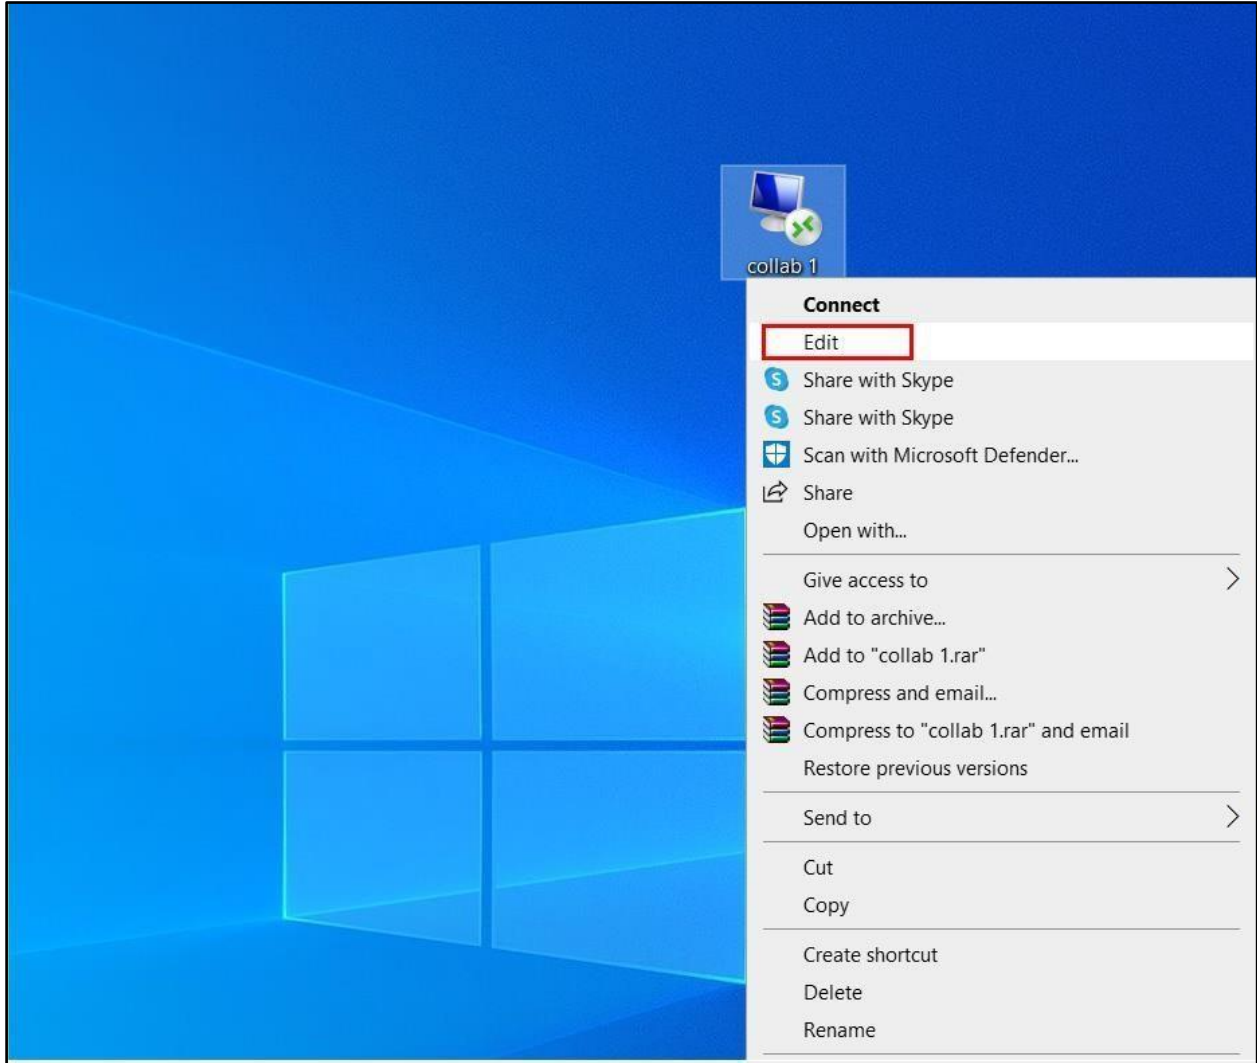 collab 1
Connect
Edit
Share with Skype
Share with Skype
Scan with Microsoft Defender...
Share
Open with...
Give access to
Add to archive...
Add to "collab 1.rar"
Compress and email...
Compress to "collab 1.rar" and email
Restore previous versions
Send to
Cut
Copy
Create shortcut
Delete
Rename